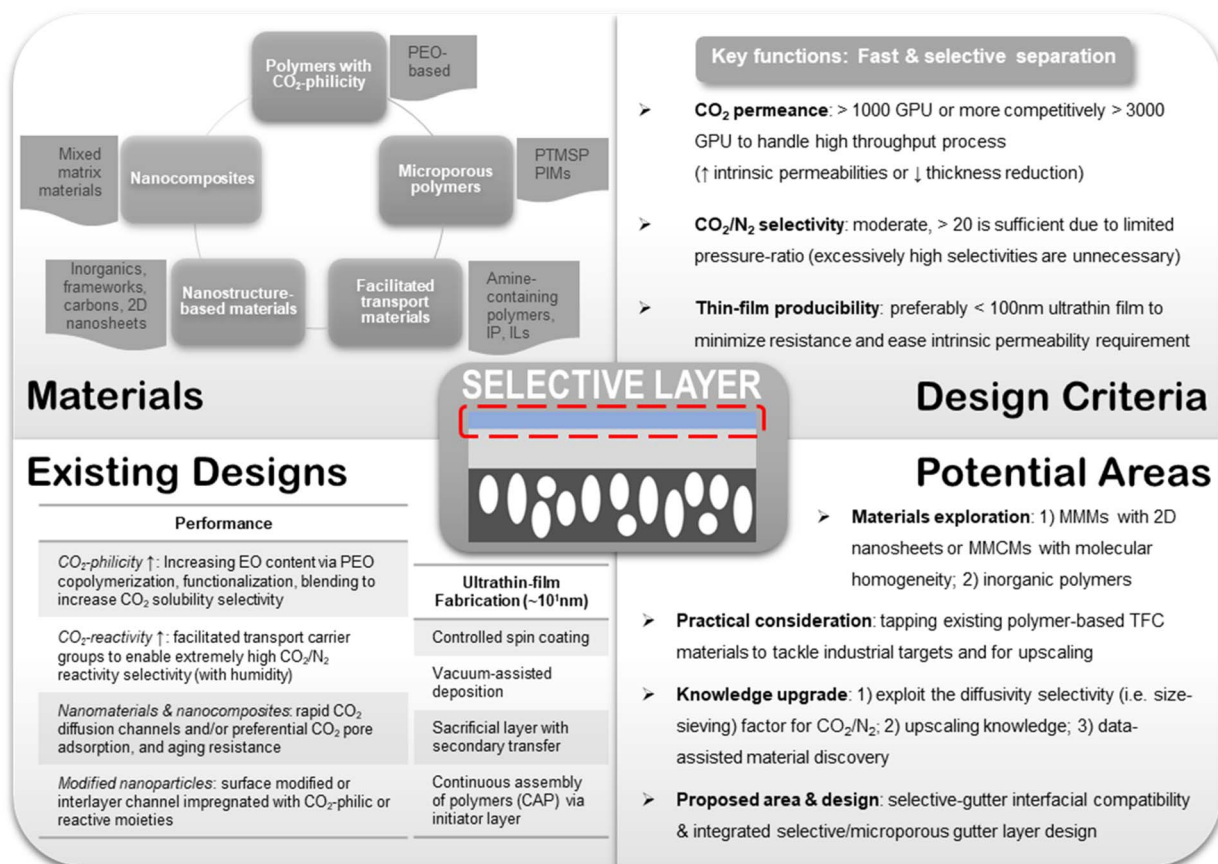 Polymers with
CO₂-philicity
PEO-
based
Mixed
matrix
materials
Nanocomposites
Microporous
polymers
PTMSP
PIMs
Inorganics,
frameworks,
carbons, 2D
nanosheets
Nanostructure-
based materials
Facilitated
transport
materials
Amine-
containing
polymers,
IP, ILs
Materials
Key functions: Fast & selective separation
➢ CO₂ permeance: > 1000 GPU or more competitively > 3000
GPU to handle high throughput process
(↑ intrinsic permeabilities or ↓ thickness reduction)
➢ CO₂/N₂ selectivity: moderate, > 20 is sufficient due to limited
pressure-ratio (excessively high selectivities are unnecessary)
➢ Thin-film producibility: preferably < 100nm ultrathin film to
minimize resistance and ease intrinsic permeability requirement
Design Criteria
SELECTIVE LAYER
Existing Designs
Performance
CO₂-philicity ↑: Increasing EO content via PEO
copolymerization, functionalization, blending to
increase CO₂ solubility selectivity
CO₂-reactivity ↑: facilitated transport carrier
groups to enable extremely high CO₂/N₂
reactivity selectivity (with humidity)
Nanomaterials & nanocomposites: rapid CO₂
diffusion channels and/or preferential CO₂ pore
adsorption, and aging resistance
Modified nanoparticles: surface modified or
interlayer channel impregnated with CO₂-philic or
reactive moieties
Ultrathin-film
Fabrication (~10¹nm)
Controlled spin coating
Vacuum-assisted
deposition
Sacrificial layer with
secondary transfer
Continuous assembly
of polymers (CAP) via
initiator layer
Potential Areas
➢ Materials exploration: 1) MMMs with 2D
nanosheets or MMCMs with molecular
homogeneity; 2) inorganic polymers
➢ Practical consideration: tapping existing polymer-based TFC
materials to tackle industrial targets and for upscaling
➢ Knowledge upgrade: 1) exploit the diffusivity selectivity (i.e. size-
sieving) factor for CO₂/N₂; 2) upscaling knowledge; 3) data-
assisted material discovery
➢ Proposed area & design: selective-gutter interfacial compatibility
& integrated selective/microporous gutter layer design